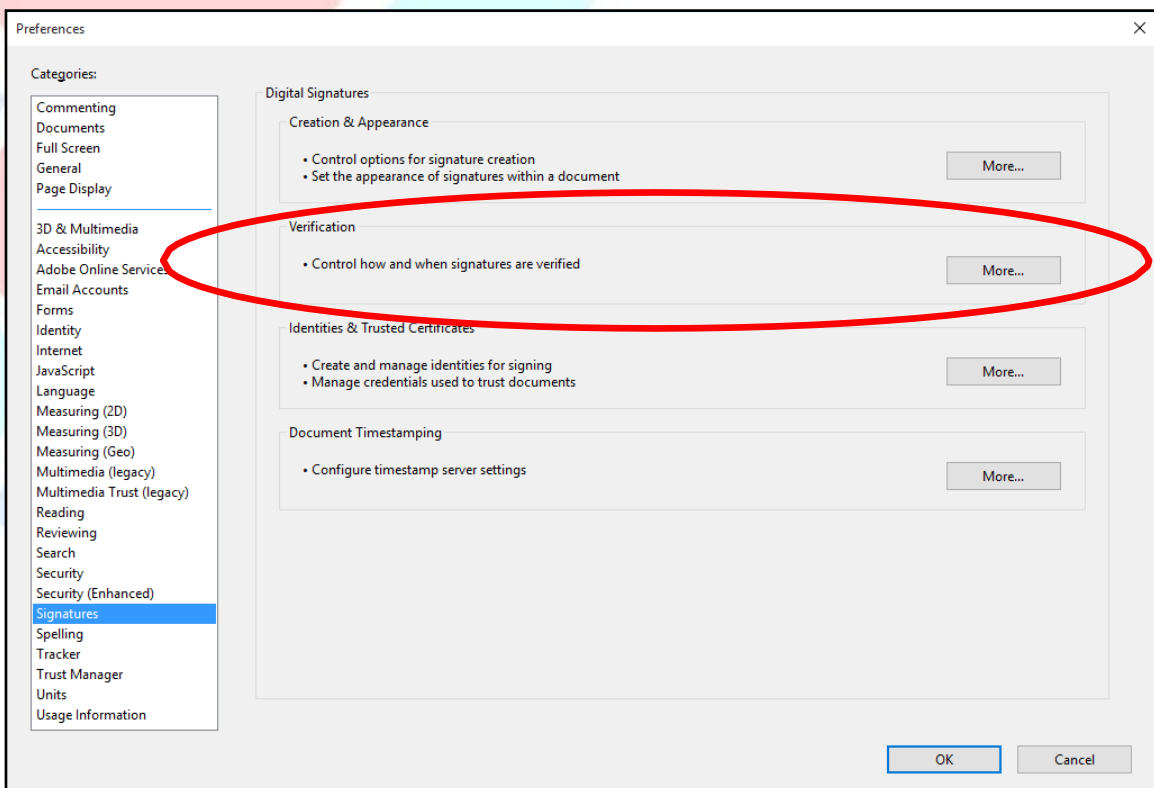 Preferences
Categories:
Commenting
Documents
Full Screen
General
Page Display
3D & Multimedia
Accessibility
Adobe Online Services
Email Accounts
Forms
Identity
Internet
JavaScript
Language
Measuring (2D)
Measuring (3D)
Measuring (Geo)
Multimedia (legacy)
Multimedia Trust (legacy)
Reading
Reviewing
Search
Security
Security (Enhanced)
Signatures
Spelling
Tracker
Trust Manager
Units
Usage Information
Digital Signatures
Creation & Appearance
• Control options for signature creation
• Set the appearance of signatures within a document
More...
Verification
• Control how and when signatures are verified
More...
Identities & Trusted Certificates
• Create and manage identities for signing
• Manage credentials used to trust documents
More...
Document Timestamping
• Configure timestamp server settings
More...
OK
Cancel